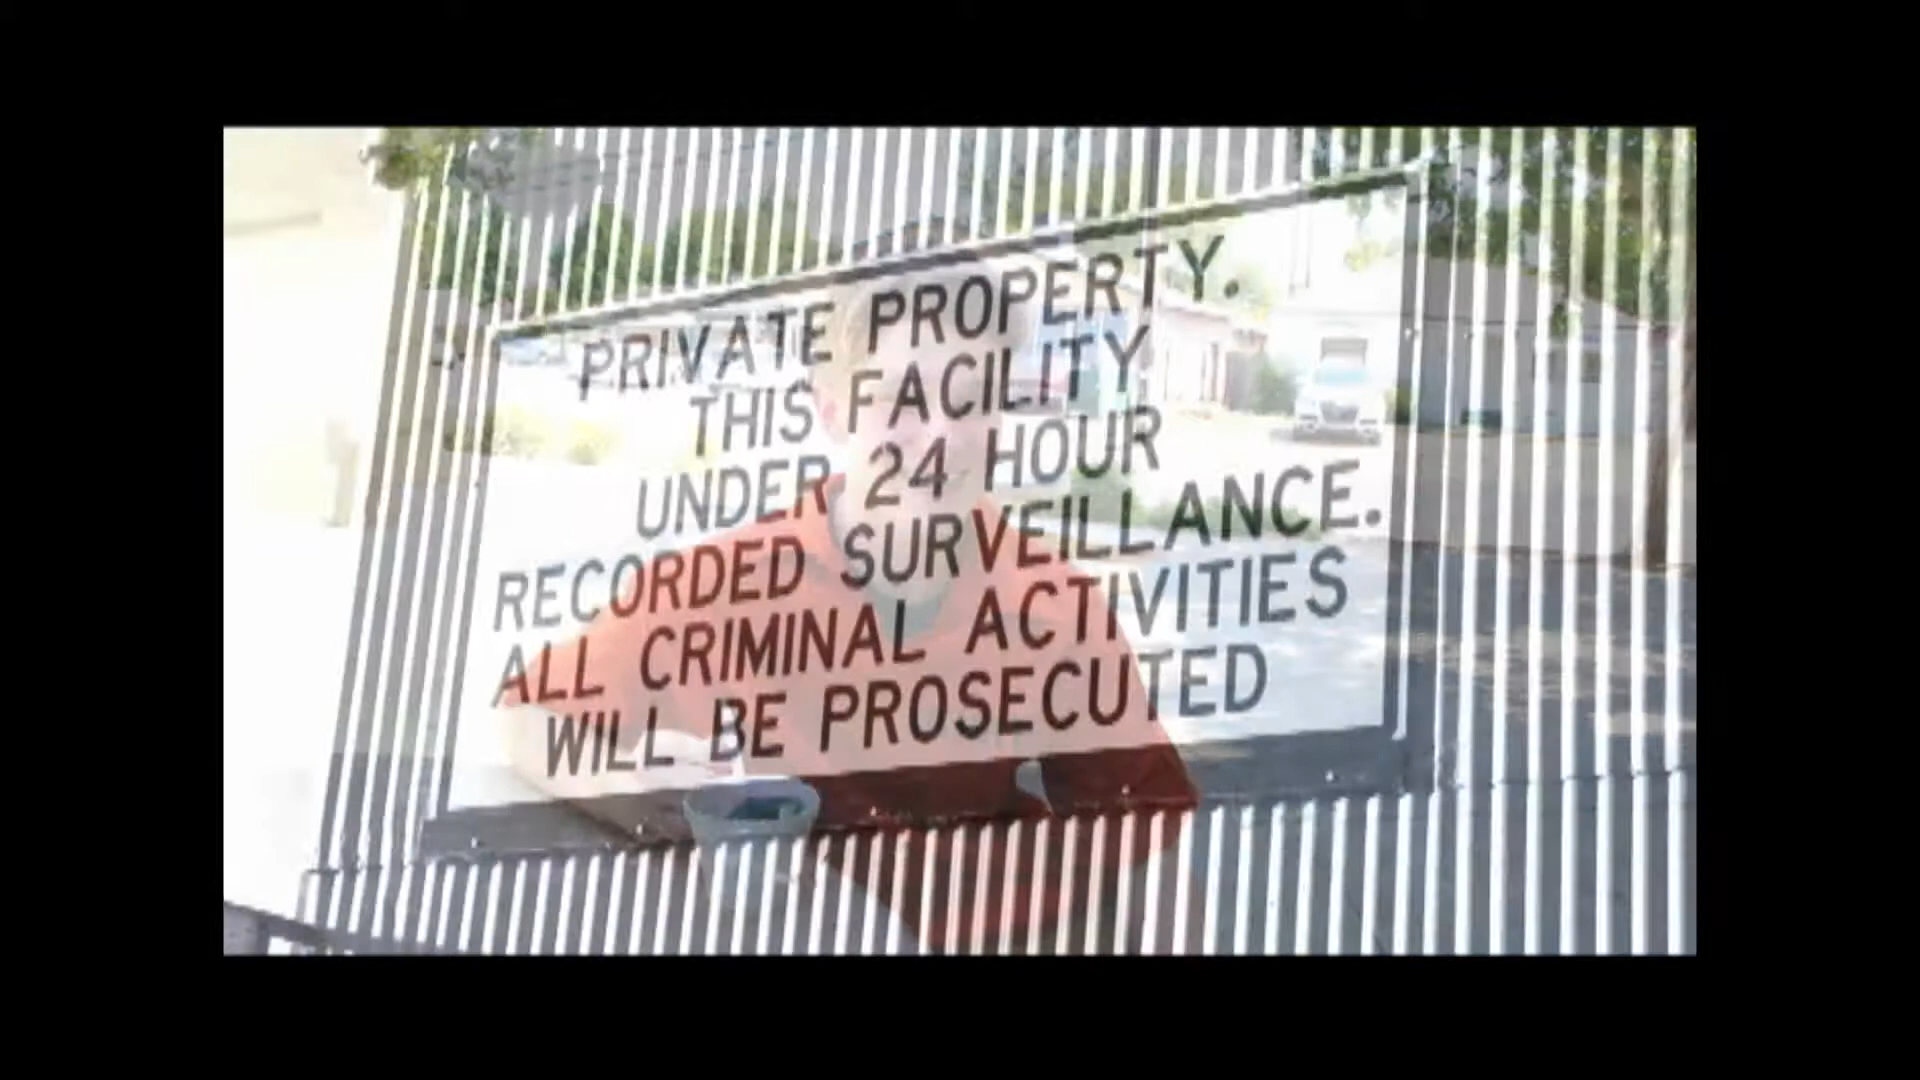 PRIVATE PROPERTY.
THIS FACILITY
UNDER 24 HOUR
RECORDED SURVEILLANCE.
ALL CRIMINAL ACTIVITIES
WILL BE PROSECUTED